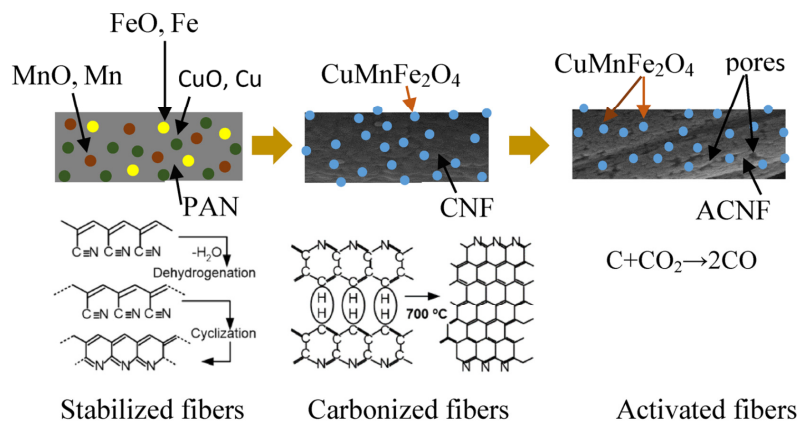 FeO, Fe
MnO, Mn
CuO, Cu
PAN
CuMnFe₂O₄
CNF
CuMnFe₂O₄
pores
ACNF
C≡N C≡N C≡N
-H₂O
Dehydrogenation
C≡N C≡N C≡N
Cyclization
N N N
N N N
C C C C C C
C C C
H H H
H H H
C C C
C C C C C C
N N N
700 °C
N N N
N N N
C+CO₂→2CO
Stabilized fibers
Carbonized fibers
Activated fibers